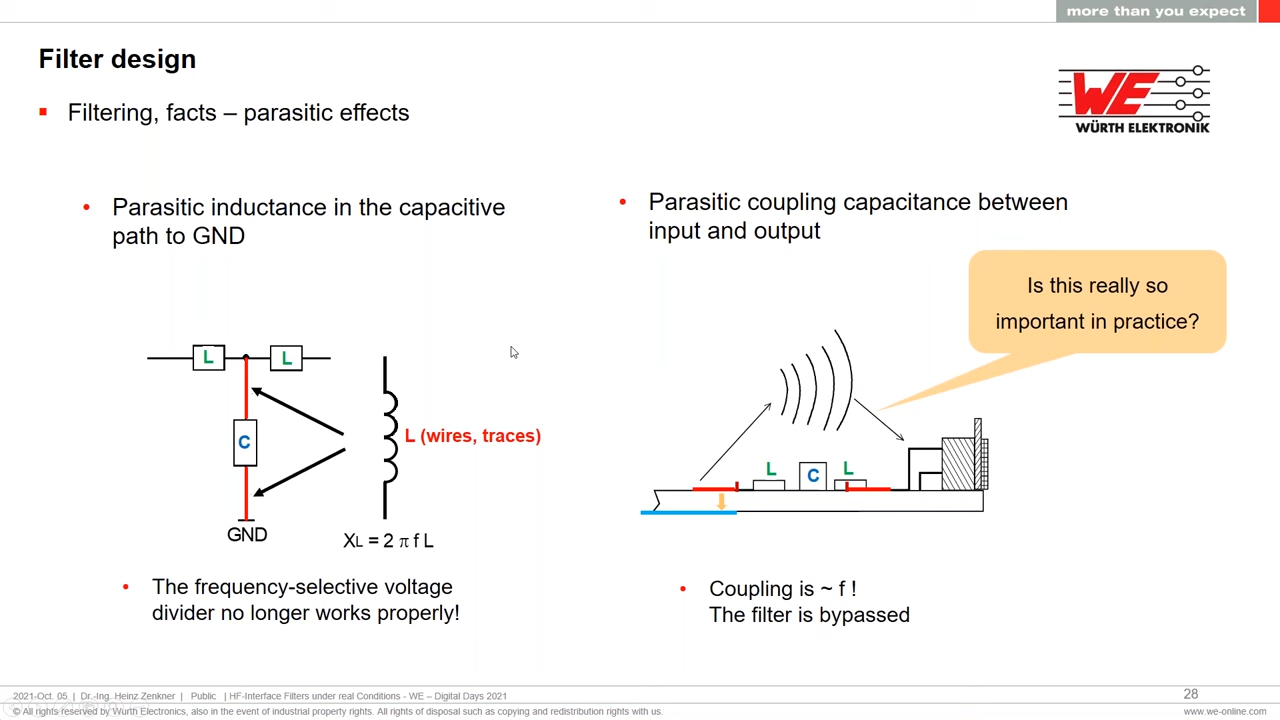 more than you expect
Filter design
WE
WÜRTH ELEKTRONIK
▪ Filtering, facts – parasitic effects
• Parasitic inductance in the capacitive
path to GND
• Parasitic coupling capacitance between
input and output
Is this really so
important in practice?
L
L
C
L (wires, traces)
GND
XL = 2 π f L
L
C
L
• The frequency-selective voltage
divider no longer works properly!
• Coupling is ~ f !
The filter is bypassed
2021-Oct. 05 | Dr.-Ing. Heinz Zenkner | Public | HF-Interface Filters under real Conditions - WE – Digital Days 2021
28
© All rights reserved by Wurth Electronics, also in the event of industrial property rights. All rights of disposal such as copying and redistribution rights with us.
www.we-online.com